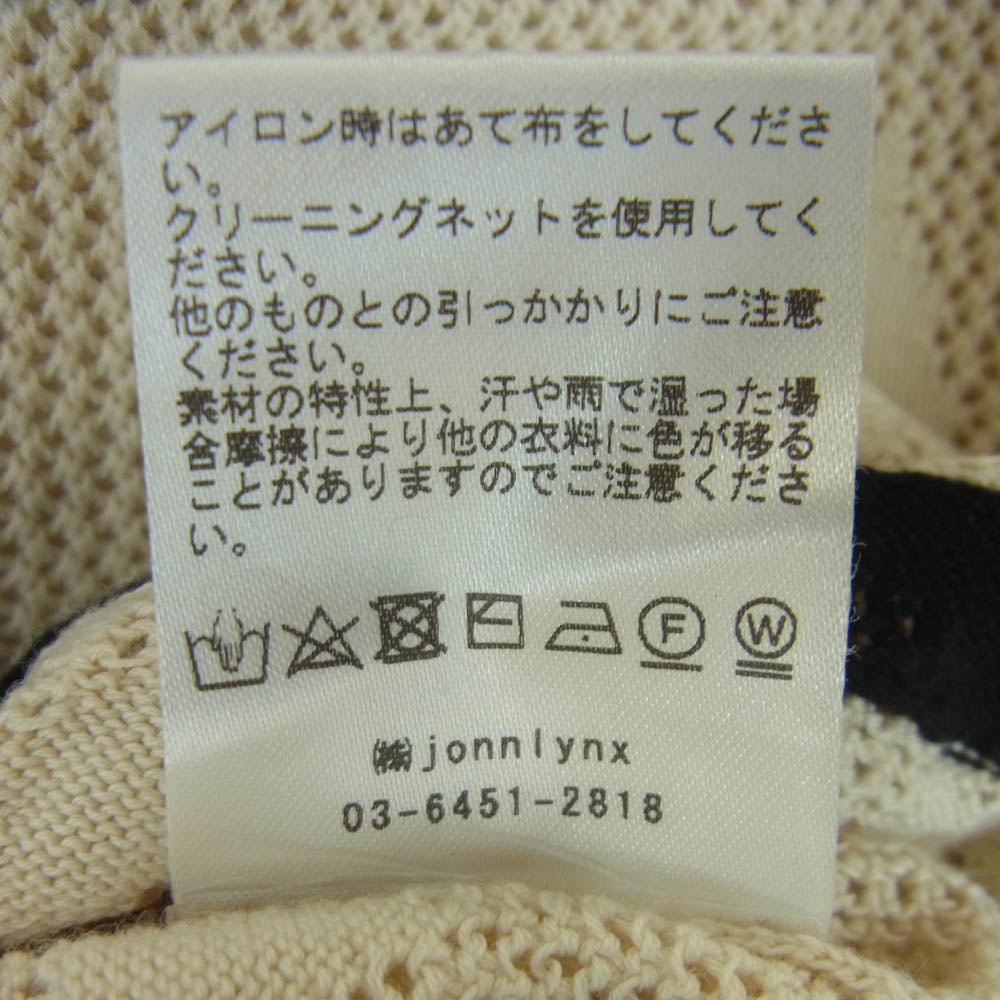 アイロン時はあて布をしてくださ
い。
クリーニングネットを使用してく
ださい。
他のものとの引っかかりにご注意
ください。
素材の特性上、汗や雨で湿った場
合摩擦により他の衣料に色が移る
ことがありますのでご注意くださ
い。
F W
㈱jonnlynx
03-6451-2818